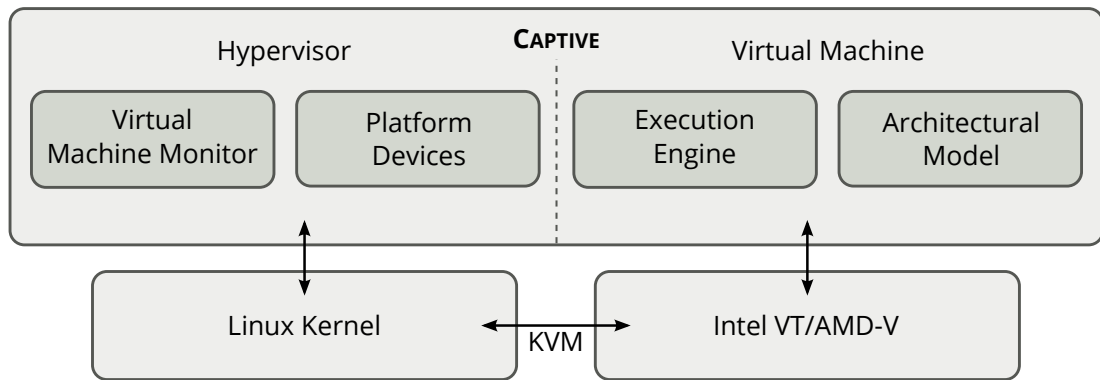 CAPTIVE
Hypervisor
Virtual Machine
Virtual
Machine Monitor
Platform
Devices
Execution
Engine
Architectural
Model
Linux Kernel
KVM
Intel VT/AMD-V